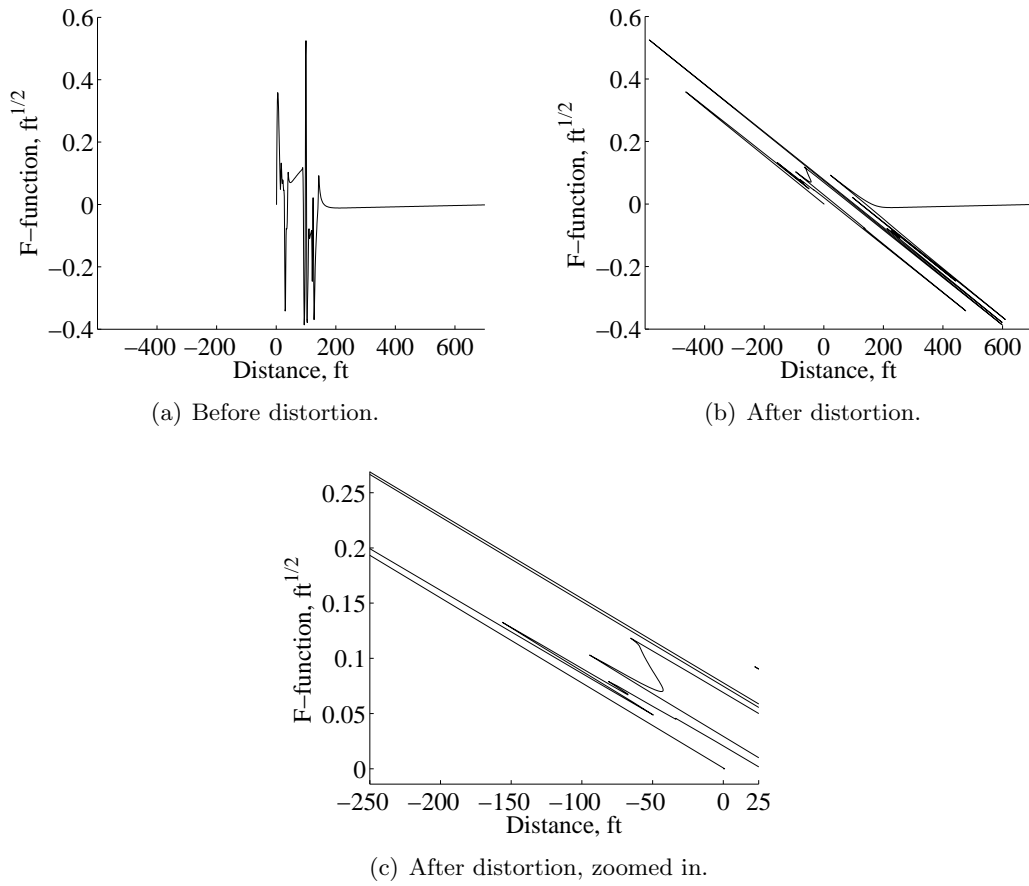 0.6
0.4
0.2
0
−0.2
−0.4
F−function, ft^{1/2}
−400 −200 0 200 400 600
Distance, ft
(a) Before distortion.
0.6
0.4
0.2
0
−0.2
−0.4
F−function, ft^{1/2}
−400 −200 0 200 400 600
Distance, ft
(b) After distortion.
0.25
0.2
0.15
0.1
0.05
0
F−function, ft^{1/2}
−250 −200 −150 −100 −50 0 25
Distance, ft
(c) After distortion, zoomed in.